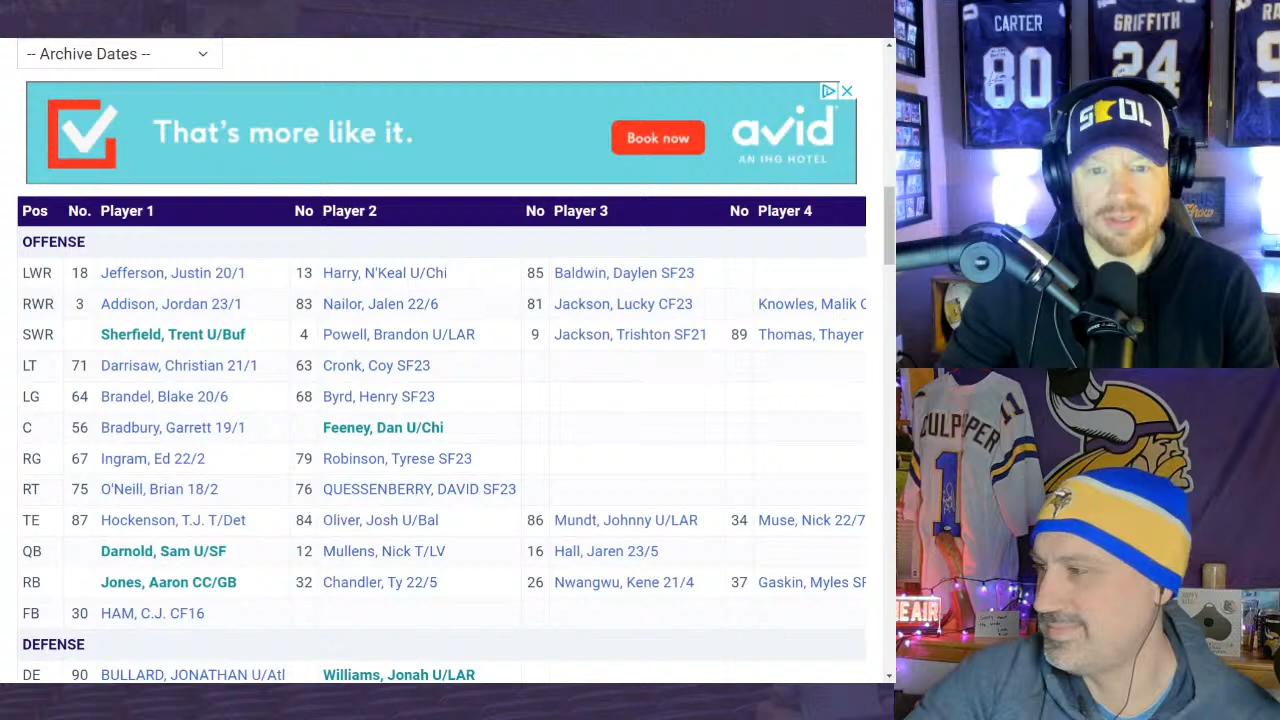 -- Archive Dates --
That's more like it.
Book now
avid
AN IHG HOTEL
Pos No. Player 1 No Player 2 No Player 3 No Player 4
OFFENSE
LWR 18 Jefferson, Justin 20/1 13 Harry, N'Keal U/Chi 85 Baldwin, Daylen SF23
RWR 3 Addison, Jordan 23/1 83 Nailor, Jalen 22/6 81 Jackson, Lucky CF23 Knowles, Malik C
SWR Sherfield, Trent U/Buf 4 Powell, Brandon U/LAR 9 Jackson, Trishton SF21 89 Thomas, Thayer
LT 71 Darrisaw, Christian 21/1 63 Cronk, Coy SF23
LG 64 Brandel, Blake 20/6 68 Byrd, Henry SF23
C 56 Bradbury, Garrett 19/1 Feeney, Dan U/Chi
RG 67 Ingram, Ed 22/2 79 Robinson, Tyrese SF23
RT 75 O'Neill, Brian 18/2 76 QUESSENBERRY, DAVID SF23
TE 87 Hockenson, T.J. T/Det 84 Oliver, Josh U/Bal 86 Mundt, Johnny U/LAR 34 Muse, Nick 22/7
QB Darnold, Sam U/SF 12 Mullens, Nick T/LV 16 Hall, Jaren 23/5
RB Jones, Aaron CC/GB 32 Chandler, Ty 22/5 26 Nwangwu, Kene 21/4 37 Gaskin, Myles SF
FB 30 HAM, C.J. CF16
DEFENSE
DE 90 BULLARD, JONATHAN U/Atl Williams, Jonah U/LAR
CARTER
80
GRIFFITH
24
RA
9
SKOL
Show
CULPEPPER
11
1